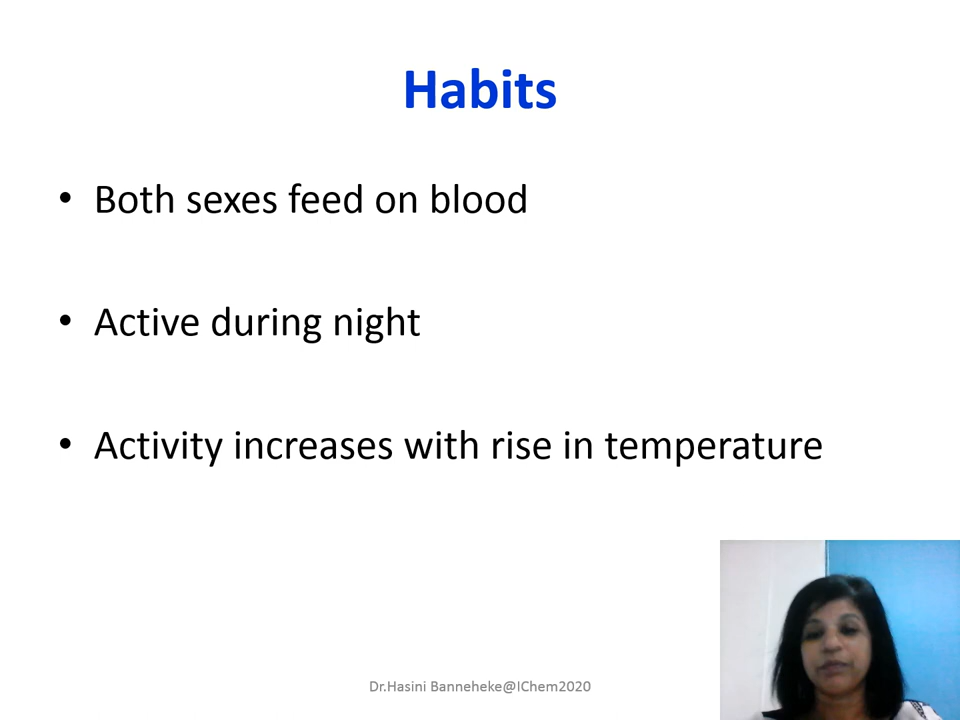 Habits
• Both sexes feed on blood
• Active during night
• Activity increases with rise in temperature
Dr.Hasini Banneheke@IChem2020